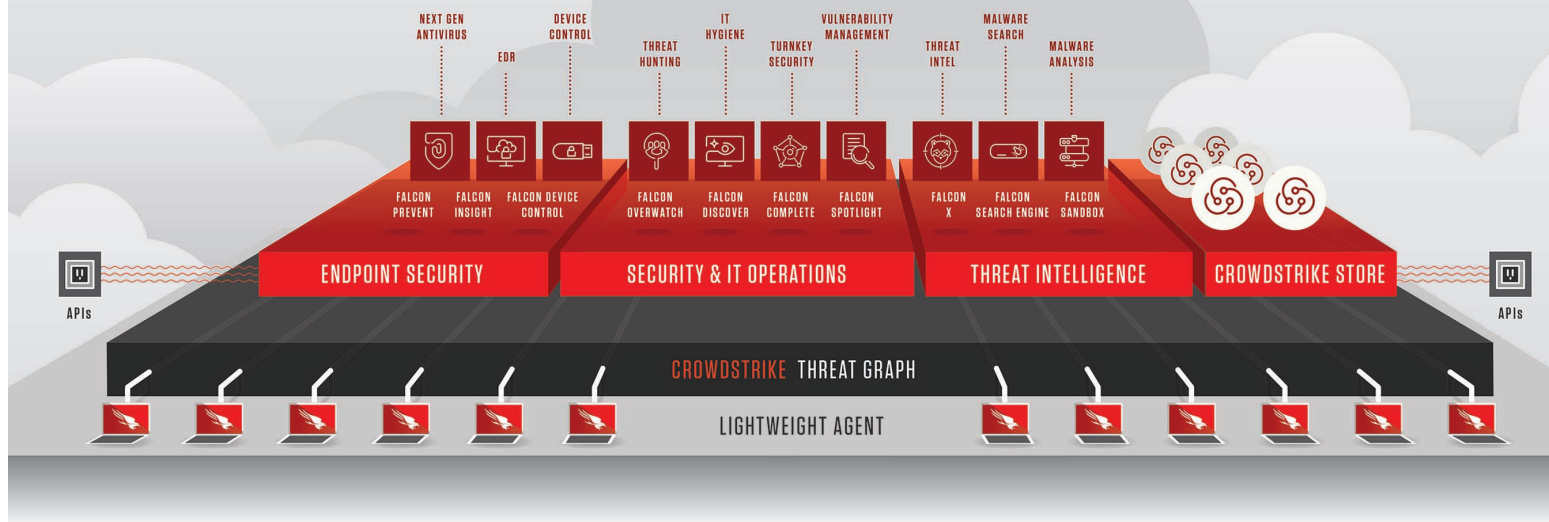 NEXT GEN
ANTIVIRUS
EDR
DEVICE
CONTROL
THREAT
HUNTING
IT
HYGIENE
TURNKEY
SECURITY
VULNERABILITY
MANAGEMENT
THREAT
INTEL
MALWARE
SEARCH
MALWARE
ANALYSIS
FALCON
PREVENT
FALCON
INSIGHT
FALCON DEVICE
CONTROL
FALCON
OVERWATCH
FALCON
DISCOVER
FALCON
COMPLETE
FALCON
SPOTLIGHT
FALCON
X
FALCON
SEARCH ENGINE
FALCON
SANDBOX
ENDPOINT SECURITY
SECURITY & IT OPERATIONS
THREAT INTELLIGENCE
CROWDSTRIKE STORE
APIs
APIs
CROWDSTRIKE THREAT GRAPH
LIGHTWEIGHT AGENT